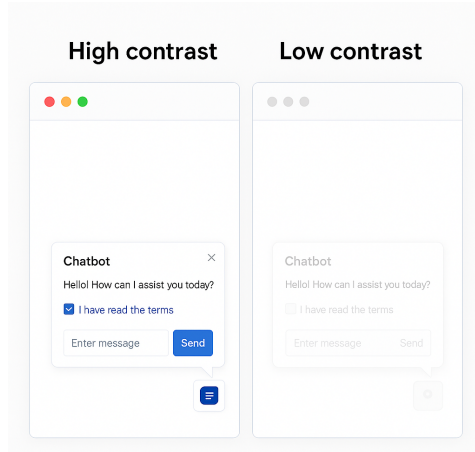 High contrast
Low contrast
Chatbot
Hello! How can I assist you today?
I have read the terms
Enter message
Send
Chatbot
Hello! How can I assist you today?
I have read the terms
Enter message
Send